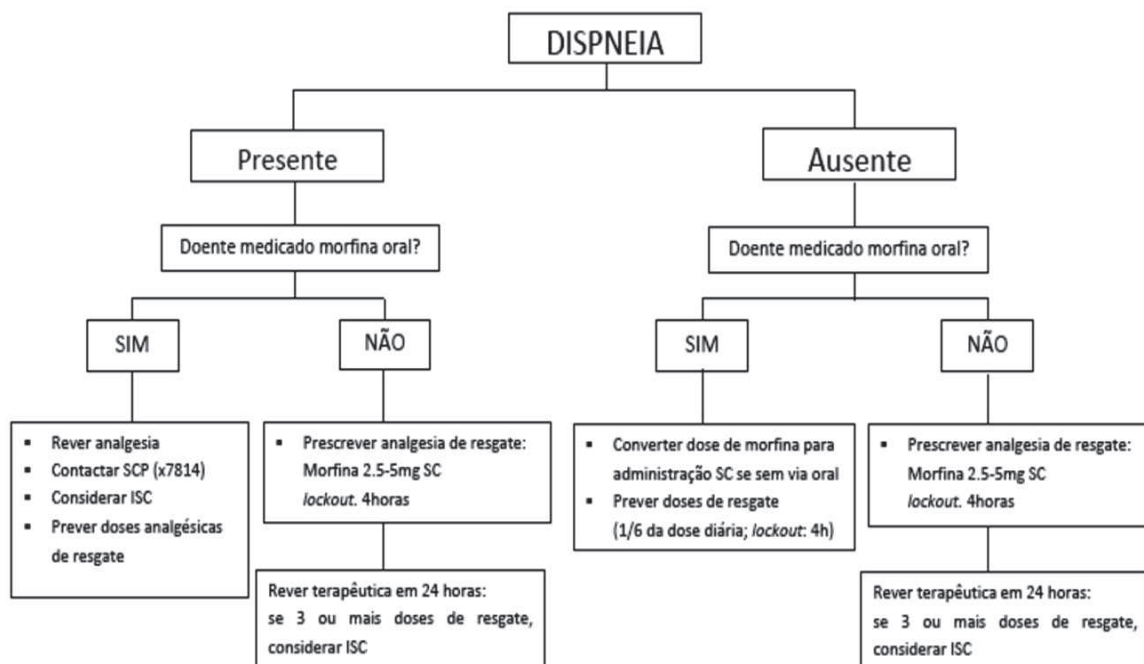 DISPNEIA
Presente
Ausente
Doente medicado morfina oral?
Doente medicado morfina oral?
SIM
NÃO
SIM
NÃO
▪ Rever analgesia
▪ Contactar SCP (x7814)
▪ Considerar ISC
▪ Prever doses analgésicas
de resgate
▪ Prescrever analgesia de resgate:
Morfina 2.5-5mg SC
lockout. 4horas
▪ Converter dose de morfina para
administração SC se sem via oral
▪ Prever doses de resgate
(1/6 da dose diária; lockout: 4h)
▪ Prescrever analgesia de resgate:
Morfina 2.5-5mg SC
lockout. 4horas
Rever terapêutica em 24 horas:
se 3 ou mais doses de resgate,
considerar ISC
Rever terapêutica em 24 horas:
se 3 ou mais doses de resgate,
considerar ISC